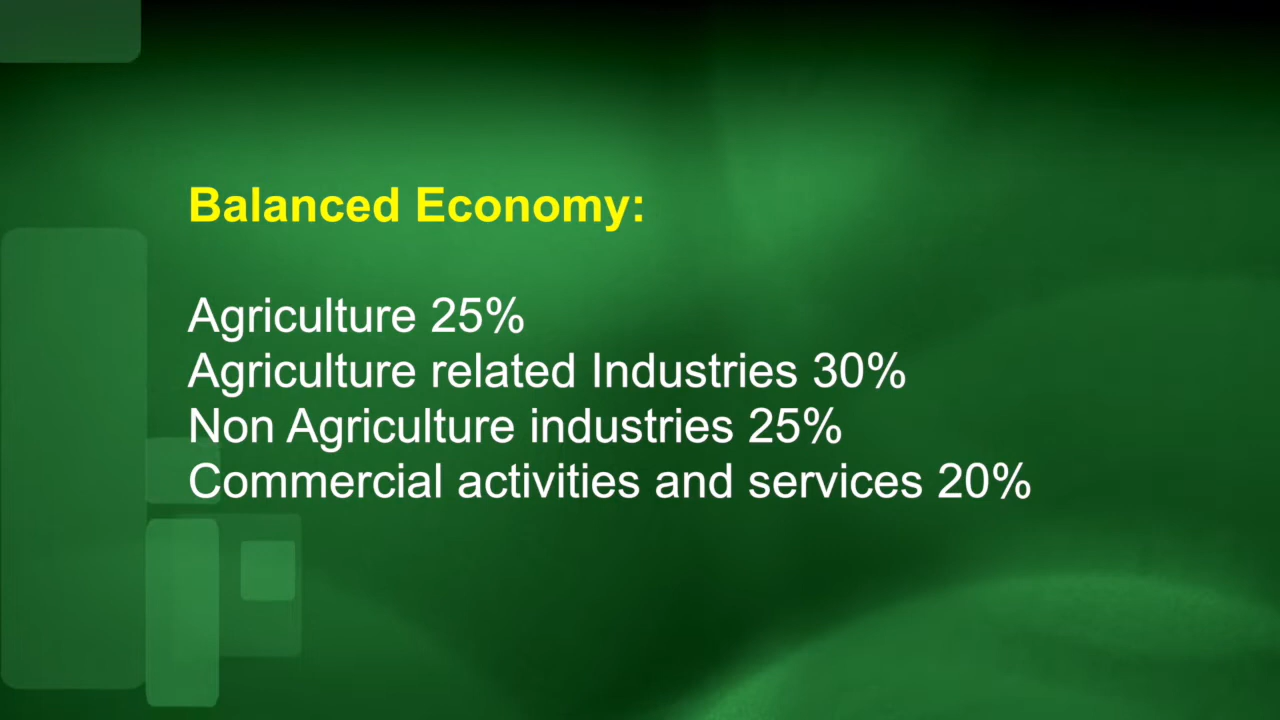 Balanced Economy:
Agriculture 25%
Agriculture related Industries 30%
Non Agriculture industries 25%
Commercial activities and services 20%